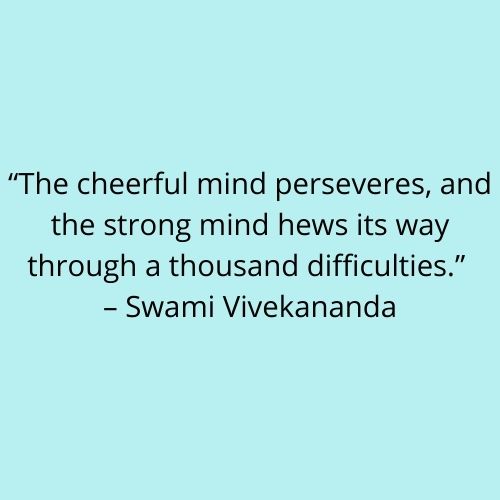 “The cheerful mind perseveres, and
the strong mind hews its way
through a thousand difficulties.”
– Swami Vivekananda